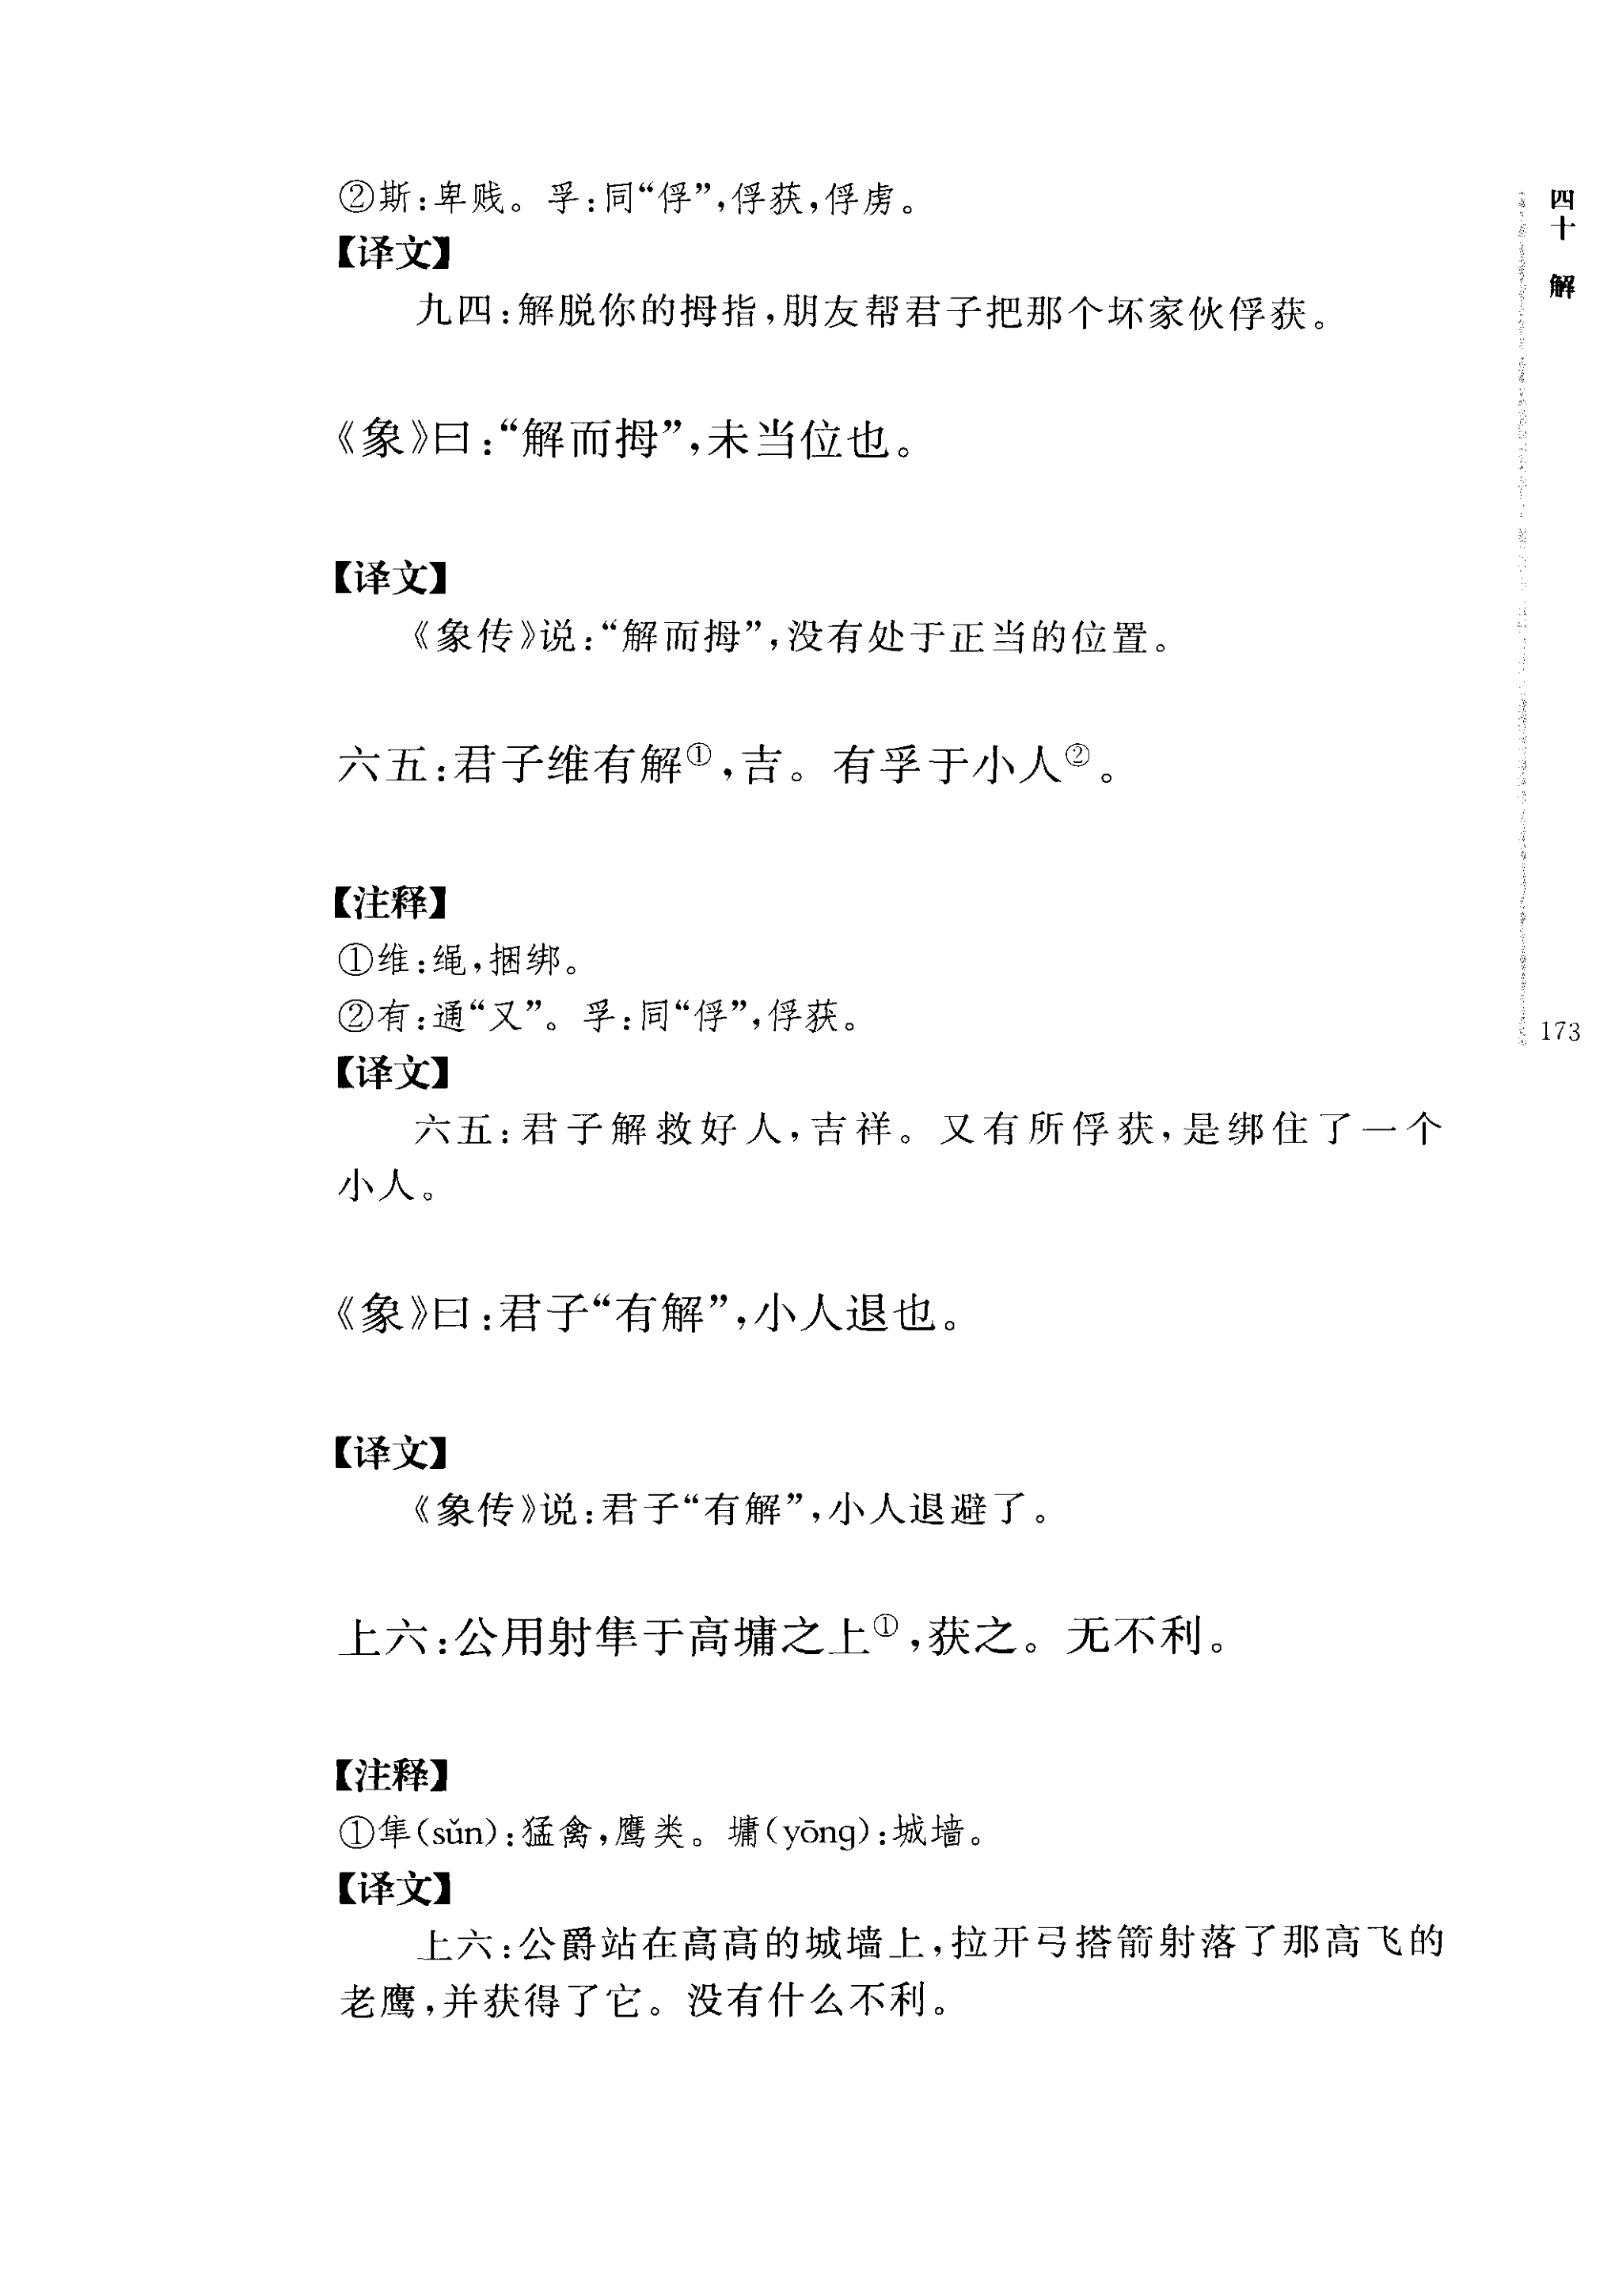 ②斯:卑贱。孚:同“俘”,俘获,俘虏。
【译文】
九四:解脱你的拇指,朋友帮君子把那个坏家伙俘获。
《象》曰:“解而拇”,未当位也。
【译文】
《象传》说:“解而拇”,没有处于正当的位置。
六五:君子维有解①,吉。有孚于小人②。
【注释】
①维:绳,捆绑。
②有:通“又”。孚:同“俘”,俘获。
【译文】
六五:君子解救好人,吉祥。又有所俘获,是绑住了一个
小人。
《象》曰:君子“有解”,小人退也。
【译文】
《象传》说:君子“有解”,小人退避了。
上六:公用射隼于高墉之上①,获之。无不利。
【注释】
①隼(sǔn):猛禽,鹰类。墉(yōng):城墙。
【译文】
上六:公爵站在高高的城墙上,拉开弓搭箭射落了那高飞的
老鹰,并获得了它。没有什么不利。
四十 解
173